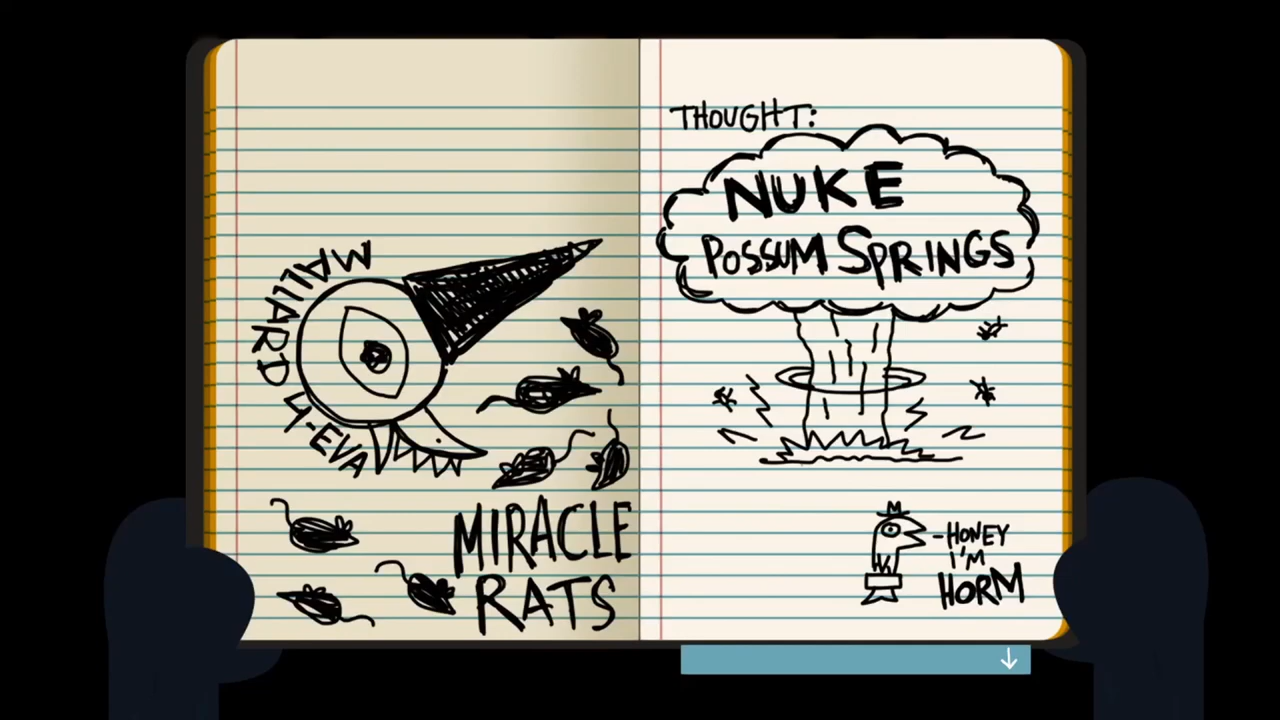 MALLARD
4-EVA
MIRACLE
RATS
THOUGHT:
NUKE
POSSUM SPRINGS
-HONEY
I'M
HORM